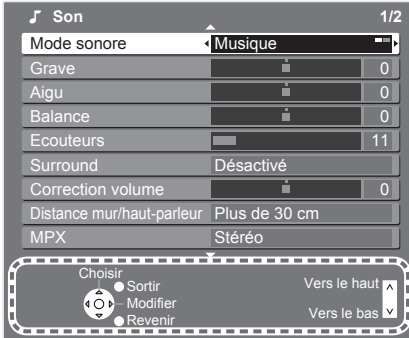 Son 1/2
Mode sonore Musique
Grave 0
Aigu 0
Balance 0
Ecouteurs 11
Surround Désactivé
Correction volume 0
Distance mur/haut-parleur Plus de 30 cm
MPX Stéréo
Choisir
Sortir
Modifier
Revenir
Vers le haut
Vers le bas